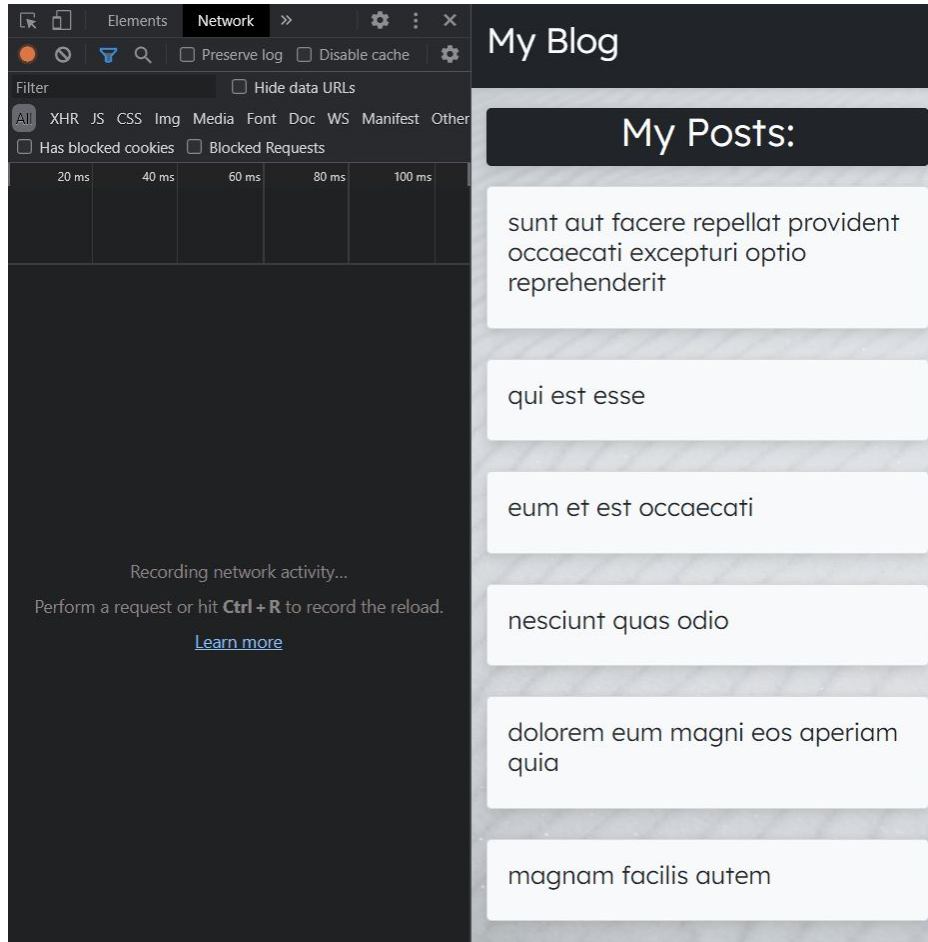 Elements Network »
Preserve log Disable cache
Filter Hide data URLs
All XHR JS CSS Img Media Font Doc WS Manifest Other
Has blocked cookies Blocked Requests
20 ms 40 ms 60 ms 80 ms 100 ms
Recording network activity...
Perform a request or hit Ctrl + R to record the reload.
Learn more
My Blog
My Posts:
sunt aut facere repellat provident
occaecati excepturi optio
reprehenderit
qui est esse
eum et est occaecati
nesciunt quas odio
dolorem eum magni eos aperiam
quia
magnam facilis autem